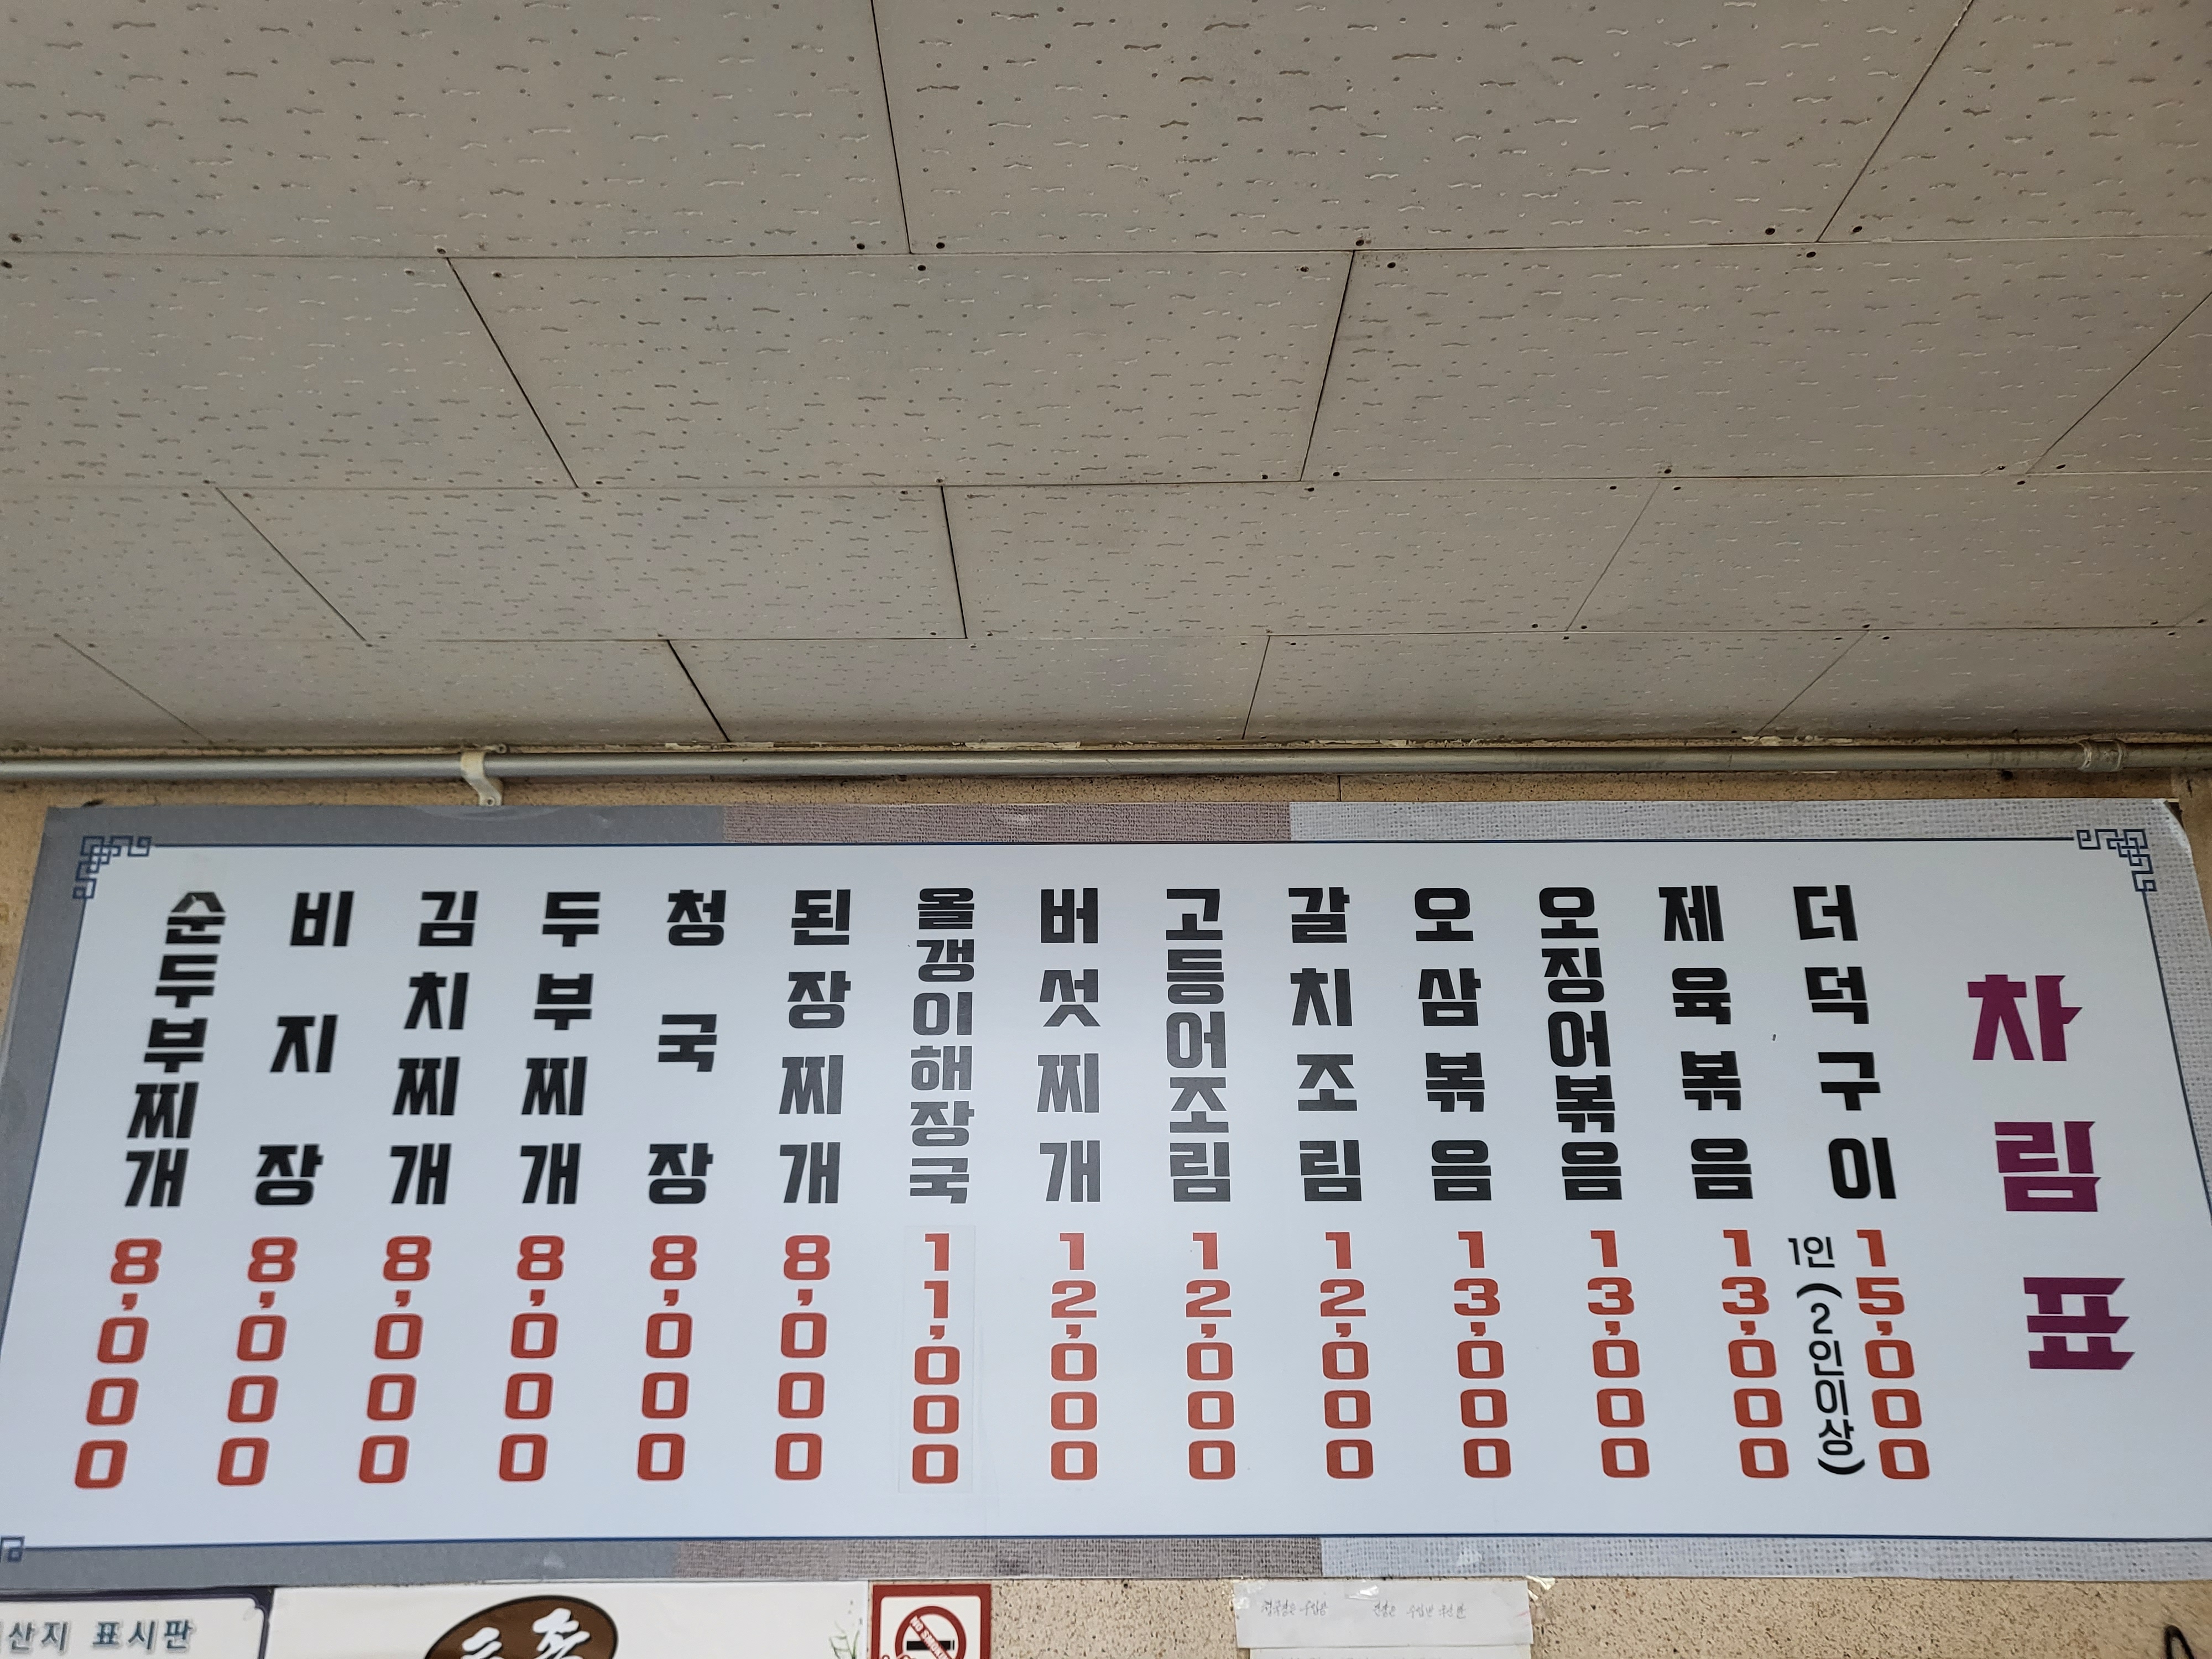 차림표
더덕구이 15,000
1인 (2인이상)
제육볶음 13,000
오징어볶음 13,000
오삼볶음 13,000
갈치조림 12,000
고등어조림 12,000
버섯찌개 12,000
올갱이해장국 11,000
된장찌개 8,000
청국장 8,000
두부찌개 8,000
김치찌개 8,000
비지장 8,000
순두부찌개 8,000
산지 표시판
NO SMOKING